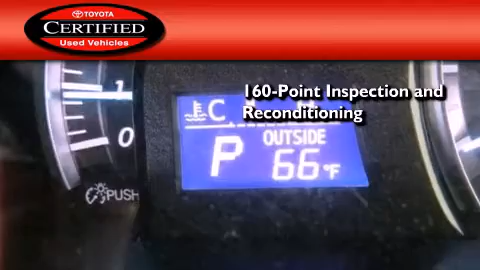 TOYOTA
CERTIFIED
Used Vehicles
160-Point Inspection and
Reconditioning
1
0
C
H
P
OUTSIDE
66°F
PUSH